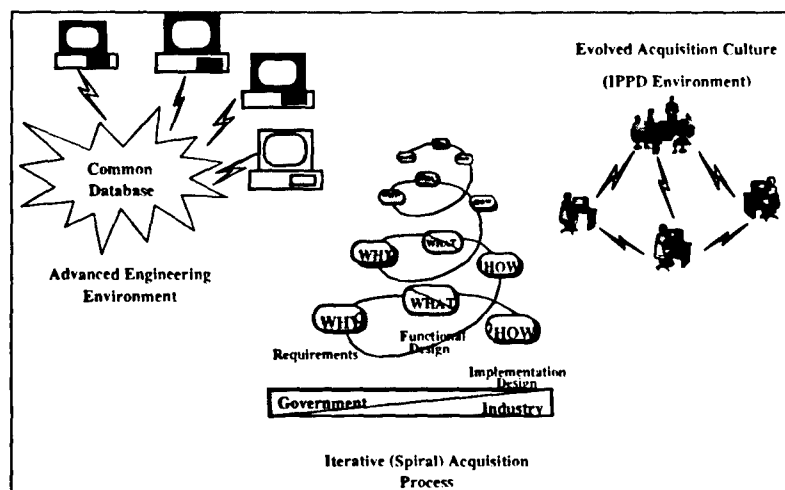 Common
Database
Advanced Engineering
Environment
Evolved Acquisition Culture
(IPPD Environment)
WHY
WHAT
HOW
WHY
WHAT
HOW
Requirements
Functional
Design
Implementation
Design
Government
Industry
Iterative (Spiral) Acquisition
Process